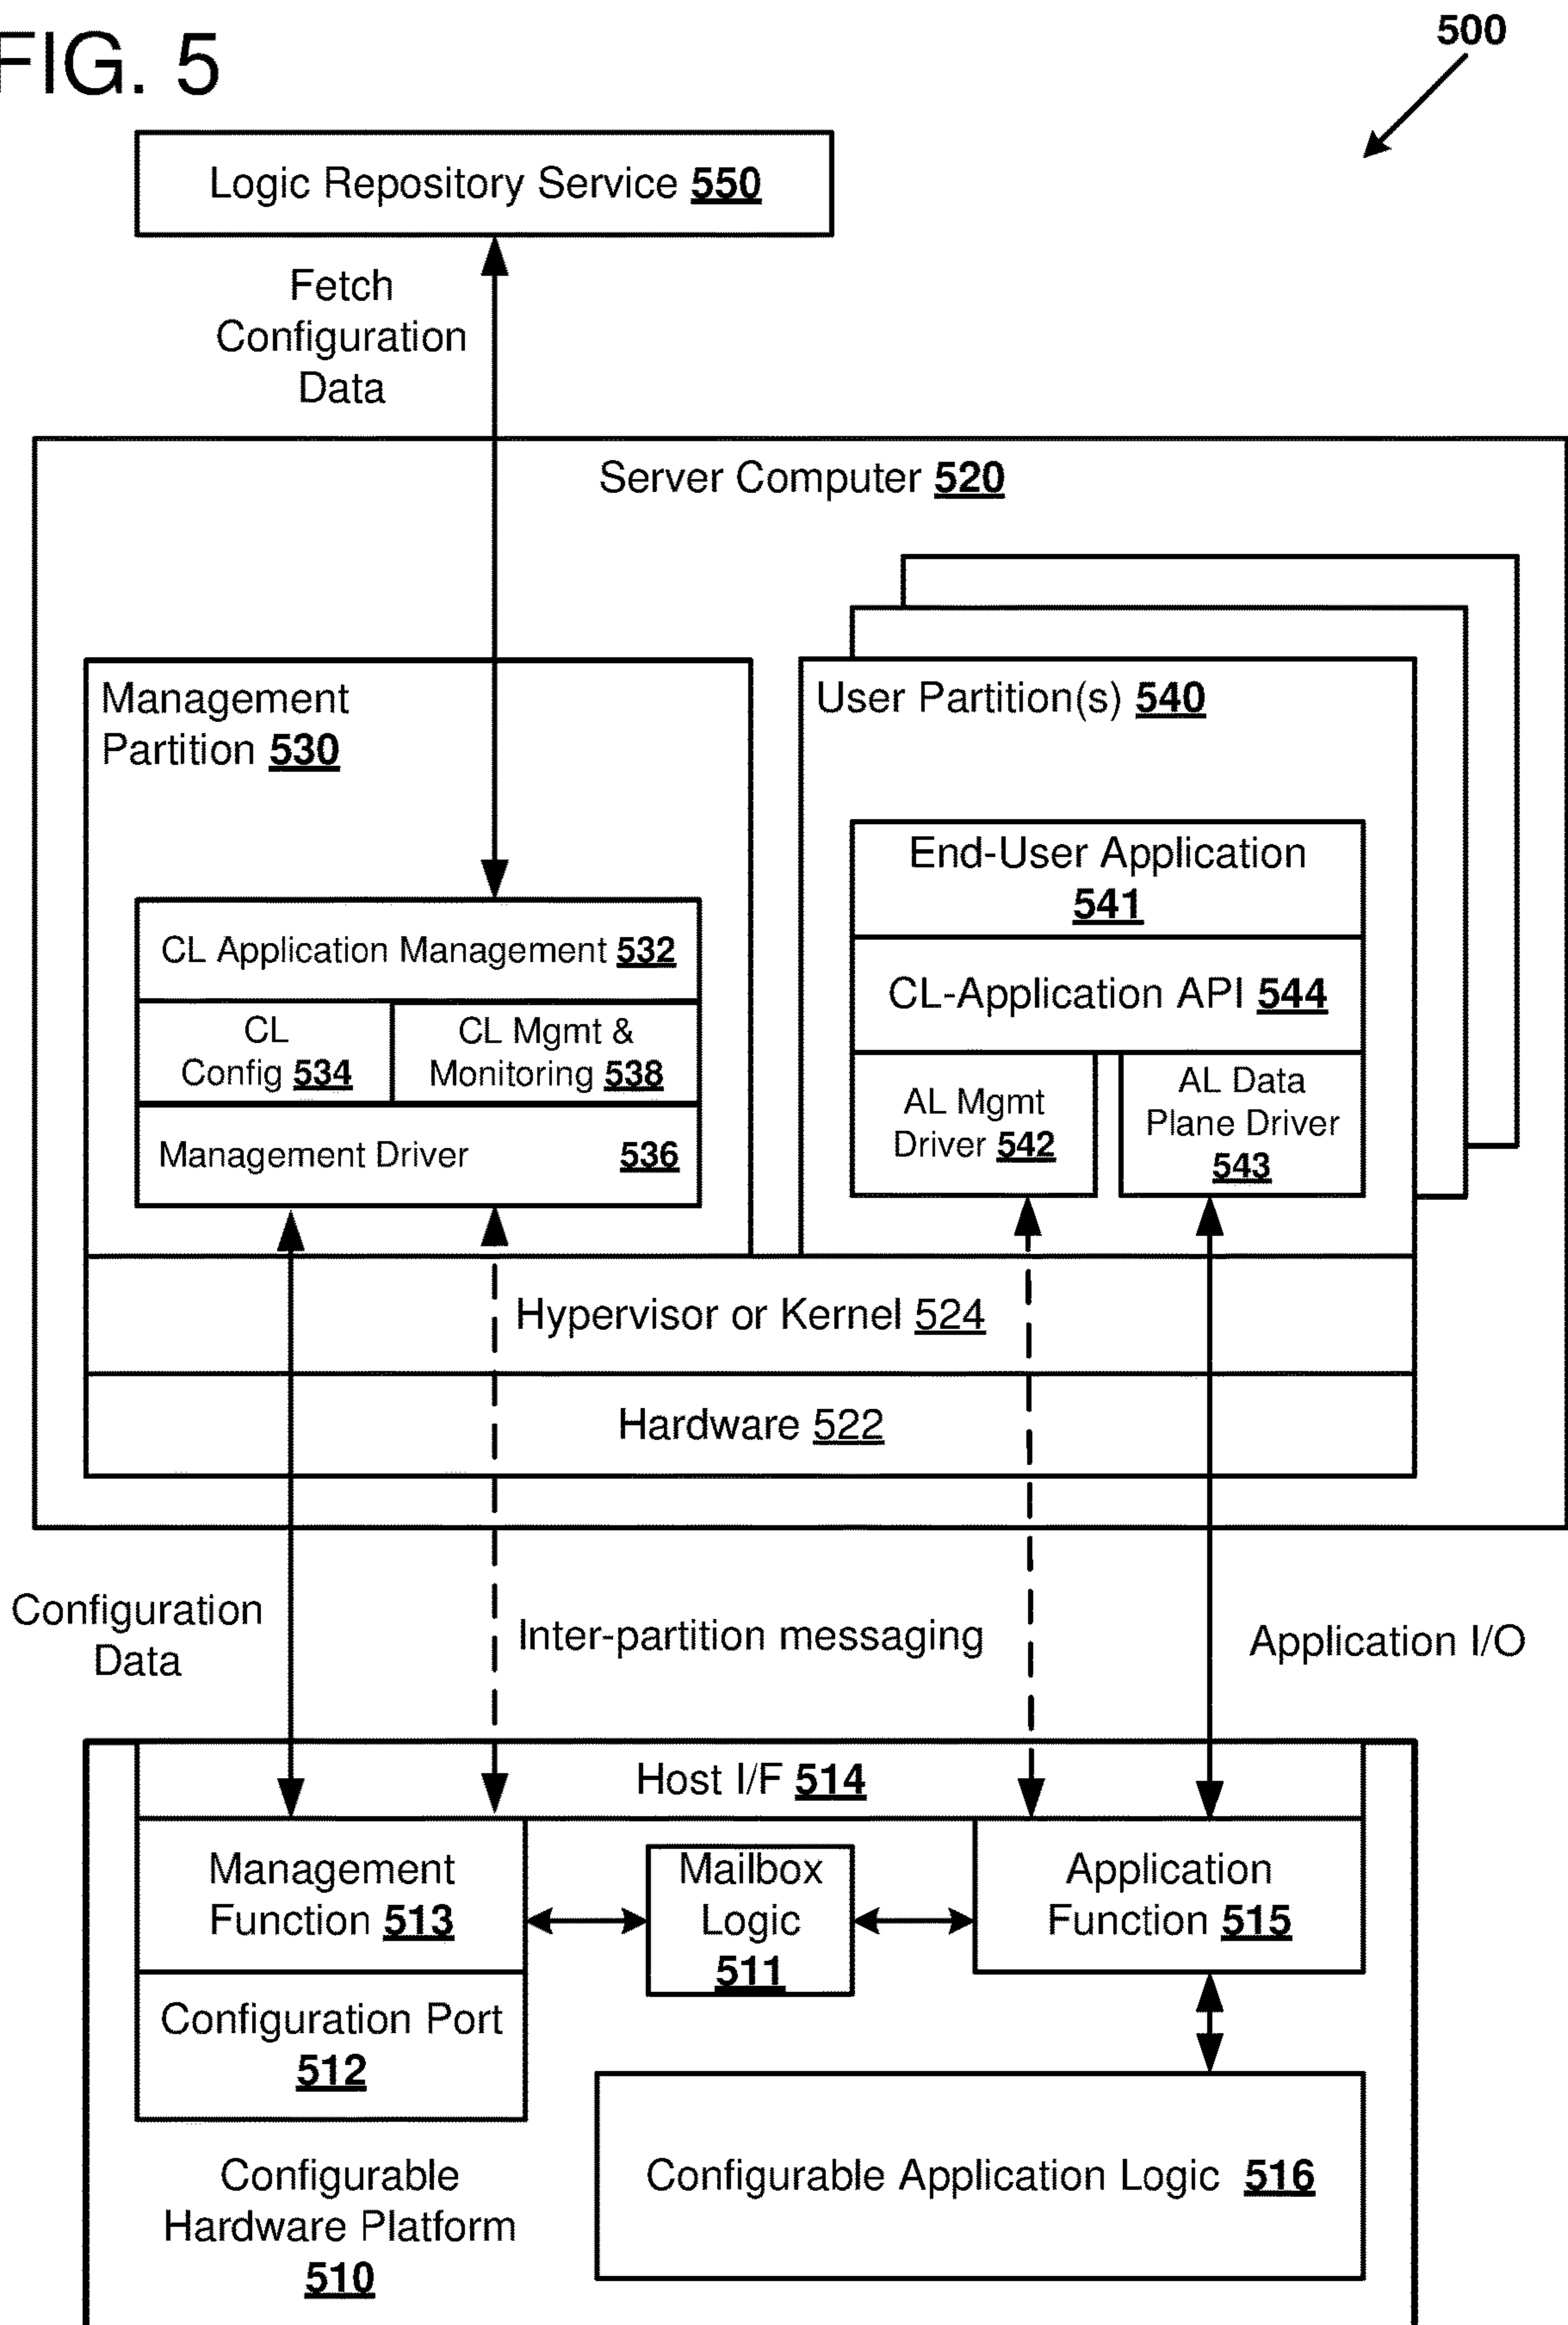 FIG. 5
500
Logic Repository Service 550
Fetch
Configuration
Data
Server Computer 520
Management
Partition 530
User Partition(s) 540
End-User Application
541
CL Application Management 532
CL-Application API 544
CL
Config 534
CL Mgmt &
Monitoring 538
AL Mgmt
Driver 542
AL Data
Plane Driver
543
Management Driver 536
Hypervisor or Kernel 524
Hardware 522
Configuration
Data
Inter-partition messaging
Application I/O
Host I/F 514
Management
Function 513
Mailbox
Logic
511
Application
Function 515
Configuration Port
512
Configurable
Hardware Platform
510
Configurable Application Logic 516